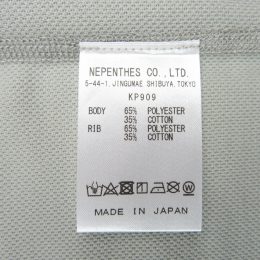 NEPENTHES CO., LTD.
5-44-1, JINGUMAE SHIBUYA, TOKYO
KP909
BODY 65% POLYESTER
35% COTTON
RIB 65% POLYESTER
35% COTTON
MADE IN JAPAN